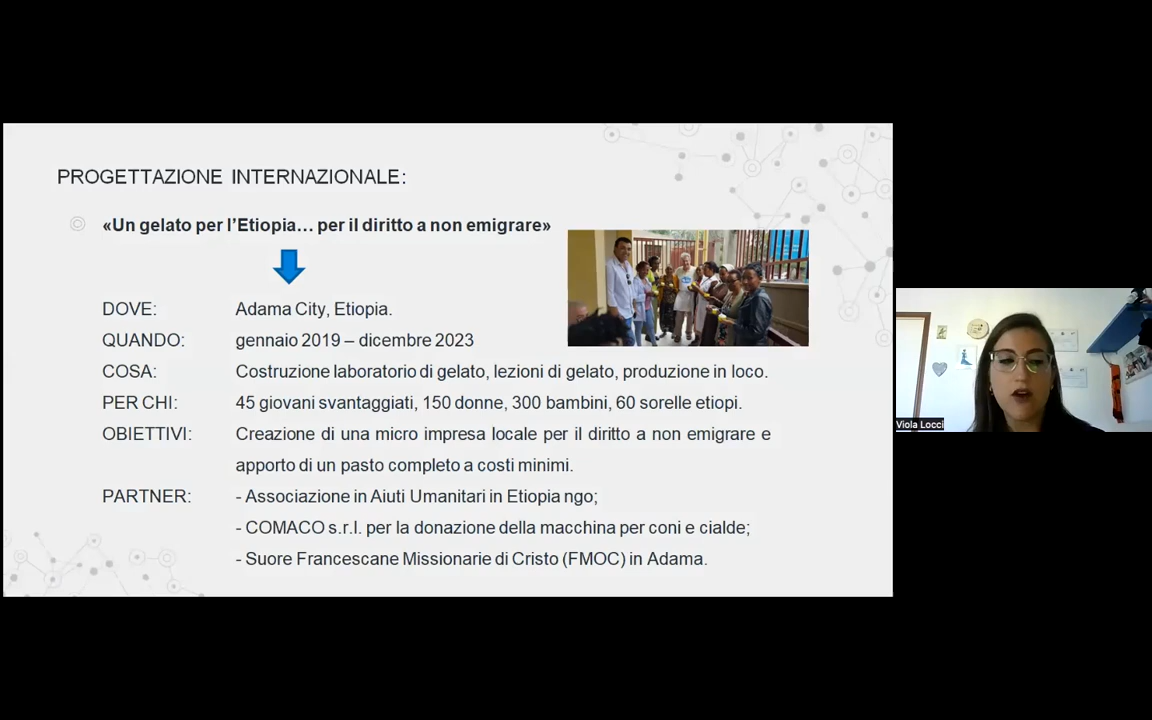 PROGETTAZIONE INTERNAZIONALE:
«Un gelato per l'Etiopia… per il diritto a non emigrare»
DOVE: Adama City, Etiopia.
QUANDO: gennaio 2019 – dicembre 2023
COSA: Costruzione laboratorio di gelato, lezioni di gelato, produzione in loco.
PER CHI: 45 giovani svantaggiati, 150 donne, 300 bambini, 60 sorelle etiopi.
OBIETTIVI: Creazione di una micro impresa locale per il diritto a non emigrare e
apporto di un pasto completo a costi minimi.
PARTNER: - Associazione in Aiuti Umanitari in Etiopia ngo;
- COMACO s.r.l. per la donazione della macchina per coni e cialde;
- Suore Francescane Missionarie di Cristo (FMOC) in Adama.
Viola Locci